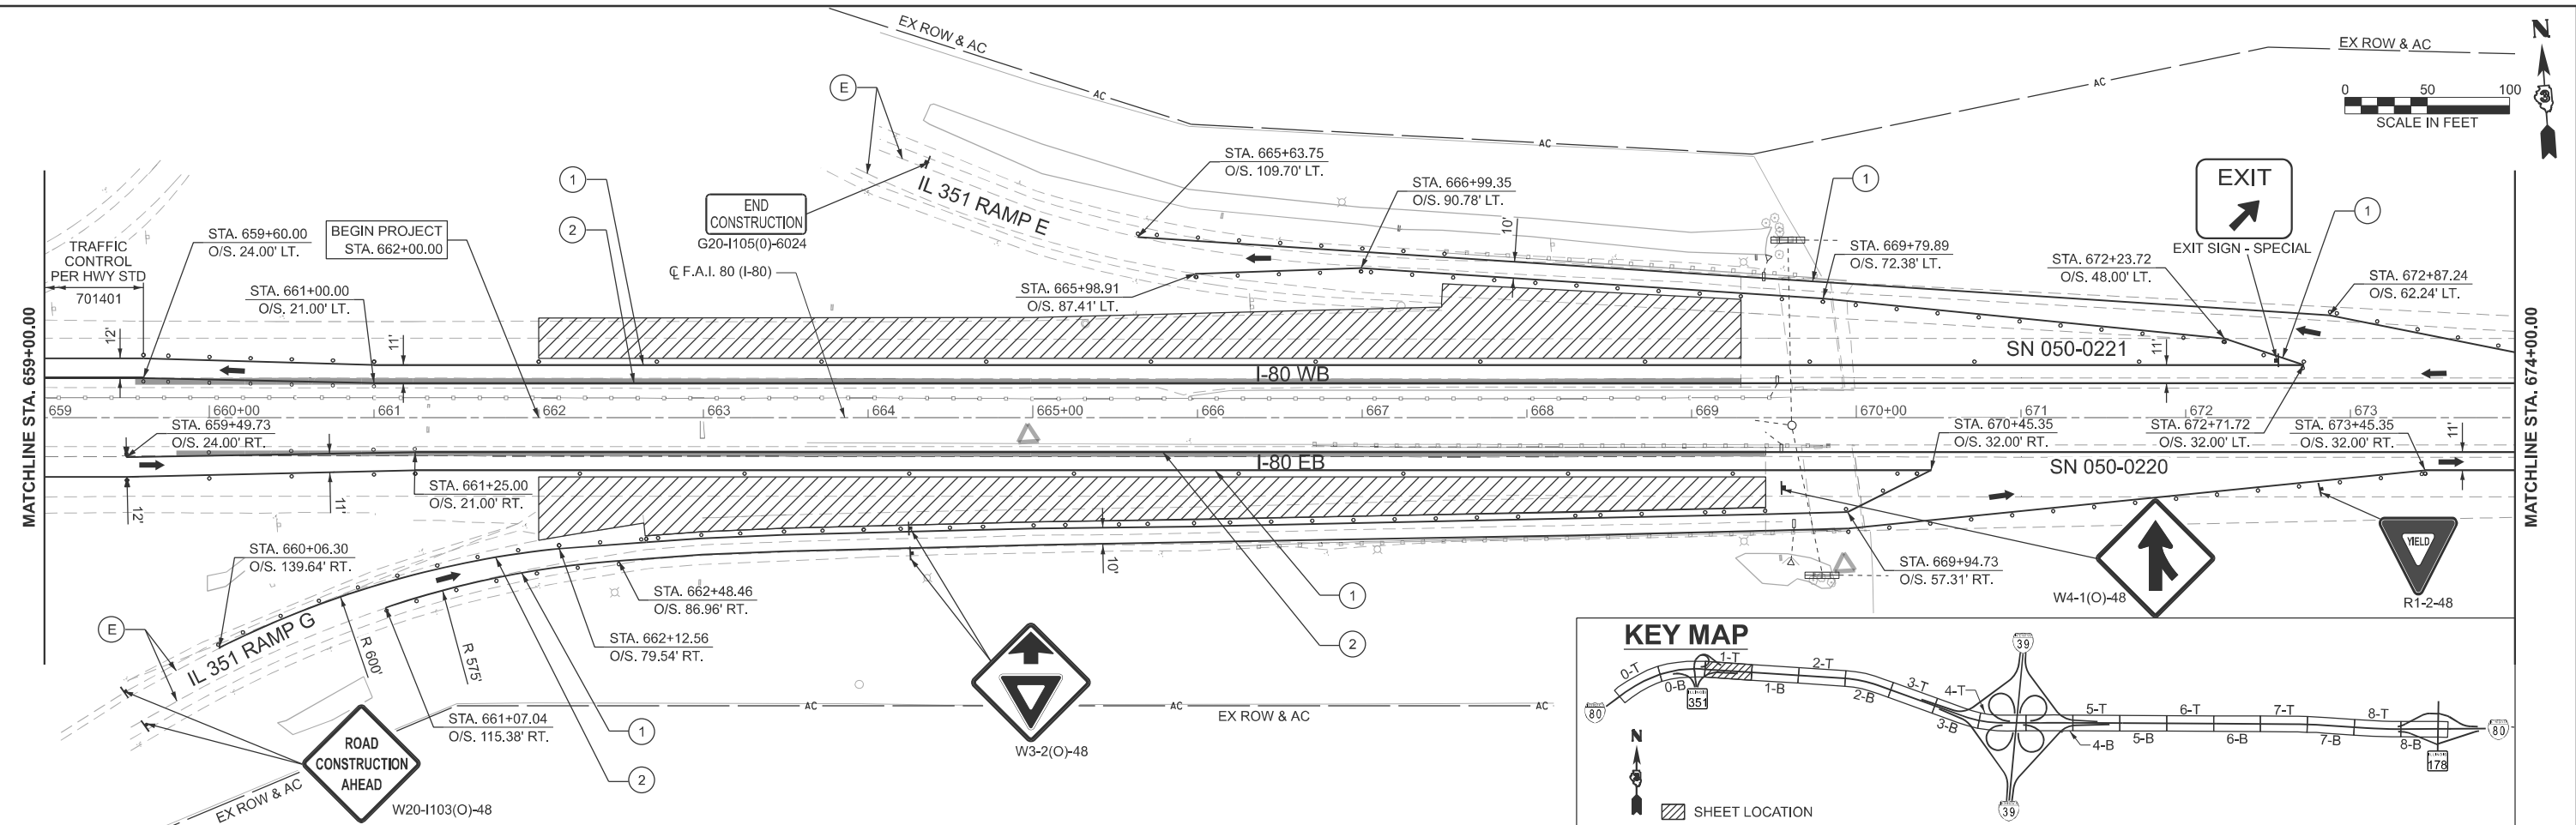 EX ROW & AC
EX ROW & AC
N
3
AC
AC
AC
AC
0 50 100
SCALE IN FEET
E
STA. 665+63.75
O/S. 109.70' LT.
IL 351 RAMP E
STA. 666+99.35
O/S. 90.78' LT.
1
EXIT
EXIT SIGN - SPECIAL
1
1
2
END
CONSTRUCTION
G20-I105(0)-6024
BEGIN PROJECT
STA. 662+00.00
STA. 659+60.00
O/S. 24.00' LT.
TRAFFIC
CONTROL
PER HWY STD
701401
10'
STA. 669+79.89
O/S. 72.38' LT.
STA. 672+23.72
O/S. 48.00' LT.
STA. 672+87.24
O/S. 62.24' LT.
℄ F.A.I. 80 (I-80)
STA. 661+00.00
O/S. 21.00' LT.
STA. 665+98.91
O/S. 87.41' LT.
MATCHLINE STA. 659+00.00
MATCHLINE STA. 674+00.00
12'
11'
SN 050-0221
11'
I-80 WB
659 660+00 661 662 663 664 665+00 666 667 668 669 670+00 671 672 673
STA. 659+49.73
O/S. 24.00' RT.
STA. 670+45.35
O/S. 32.00' RT.
STA. 672+71.72
O/S. 32.00' LT.
STA. 673+45.35
O/S. 32.00' RT.
11'
I-80 EB
SN 050-0220
STA. 661+25.00
O/S. 21.00' RT.
12'
11'
STA. 660+06.30
O/S. 139.64' RT.
10'
STA. 669+94.73
O/S. 57.31' RT.
W4-1(O)-48
YIELD
R1-2-48
STA. 662+48.46
O/S. 86.96' RT.
1
STA. 662+12.56
O/S. 79.54' RT.
2
E
IL 351 RAMP G
R 600'
R 575'
STA. 661+07.04
O/S. 115.38' RT.
1
2
W3-2(O)-48
AC
AC
EX ROW & AC
AC
ROAD
CONSTRUCTION
AHEAD
W20-I103(O)-48
EX ROW & AC
KEY MAP
0-T 1-T 2-T 3-T 4-T 5-T 6-T 7-T 8-T
0-B 1-B 2-B 3-B 4-B 5-B 6-B 7-B 8-B
80
351
39
39
80
178
N
SHEET LOCATION